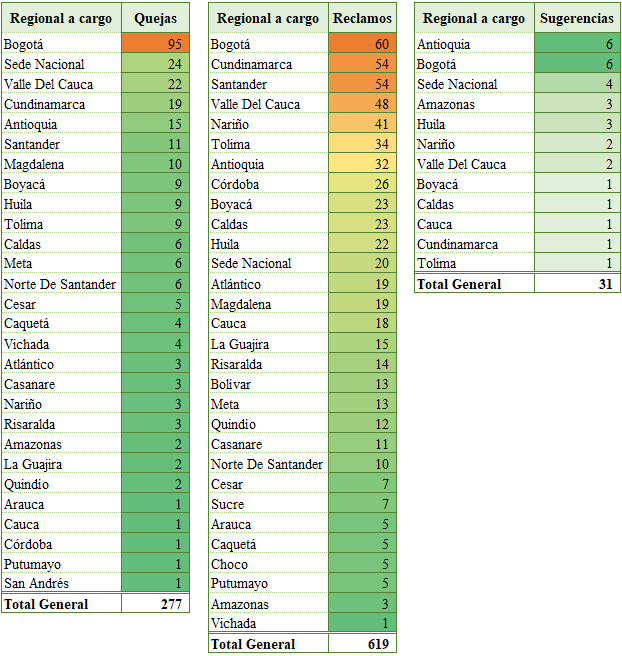 Regional a cargo Quejas
Bogotá 95
Sede Nacional 24
Valle Del Cauca 22
Cundinamarca 19
Antioquia 15
Santander 11
Magdalena 10
Boyacá 9
Huila 9
Tolima 9
Caldas 6
Meta 6
Norte De Santander 6
Cesar 5
Caquetá 4
Vichada 4
Atlántico 3
Casanare 3
Nariño 3
Risaralda 3
Amazonas 2
La Guajira 2
Quindío 2
Arauca 1
Cauca 1
Córdoba 1
Putumayo 1
San Andrés 1
Total General 277
Regional a cargo Reclamos
Bogotá 60
Cundinamarca 54
Santander 54
Valle Del Cauca 48
Nariño 41
Tolima 34
Antioquia 32
Córdoba 26
Boyacá 23
Caldas 23
Huila 22
Sede Nacional 20
Atlántico 19
Magdalena 19
Cauca 18
La Guajira 15
Risaralda 14
Bolivar 13
Meta 13
Quindío 12
Casanare 11
Norte De Santander 10
Cesar 7
Sucre 7
Arauca 5
Caquetá 5
Choco 5
Putumayo 5
Amazonas 3
Vichada 1
Total General 619
Regional a cargo Sugerencias
Antioquia 6
Bogotá 6
Sede Nacional 4
Amazonas 3
Huila 3
Nariño 2
Valle Del Cauca 2
Boyacá 1
Caldas 1
Cauca 1
Cundinamarca 1
Tolima 1
Total General 31